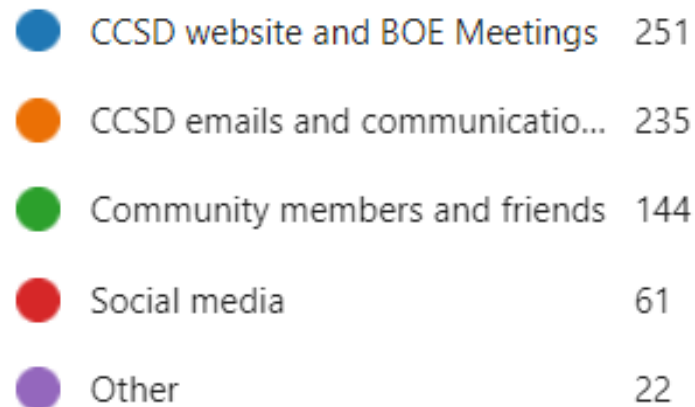 CCSD website and BOE Meetings 251
CCSD emails and communicatio... 235
Community members and friends 144
Social media 61
Other 22